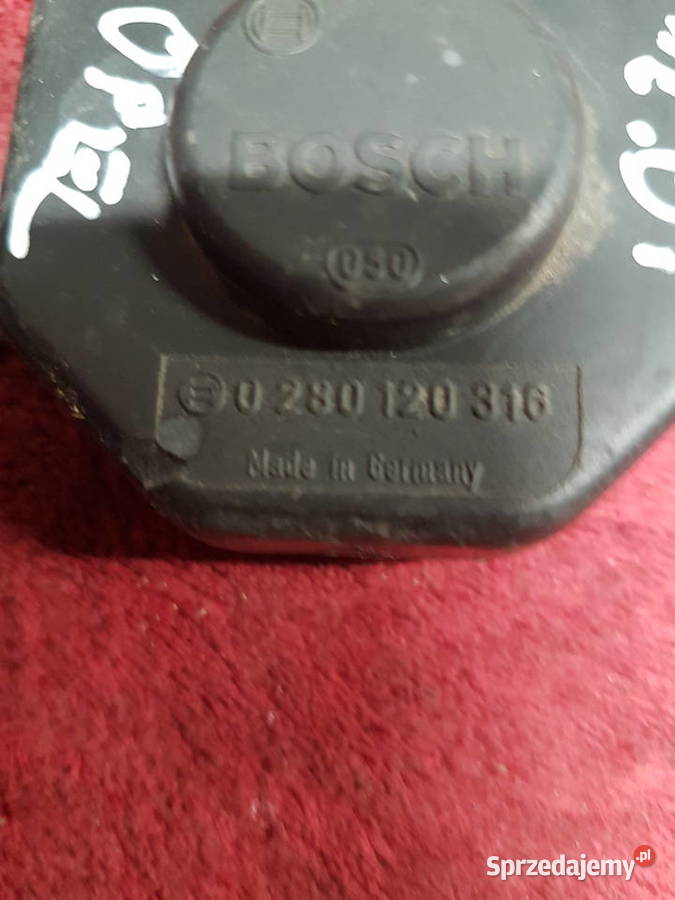 OPEL
BOSCH
050
0 280 120 316
Made in Germany
Sprzedajemy.pl